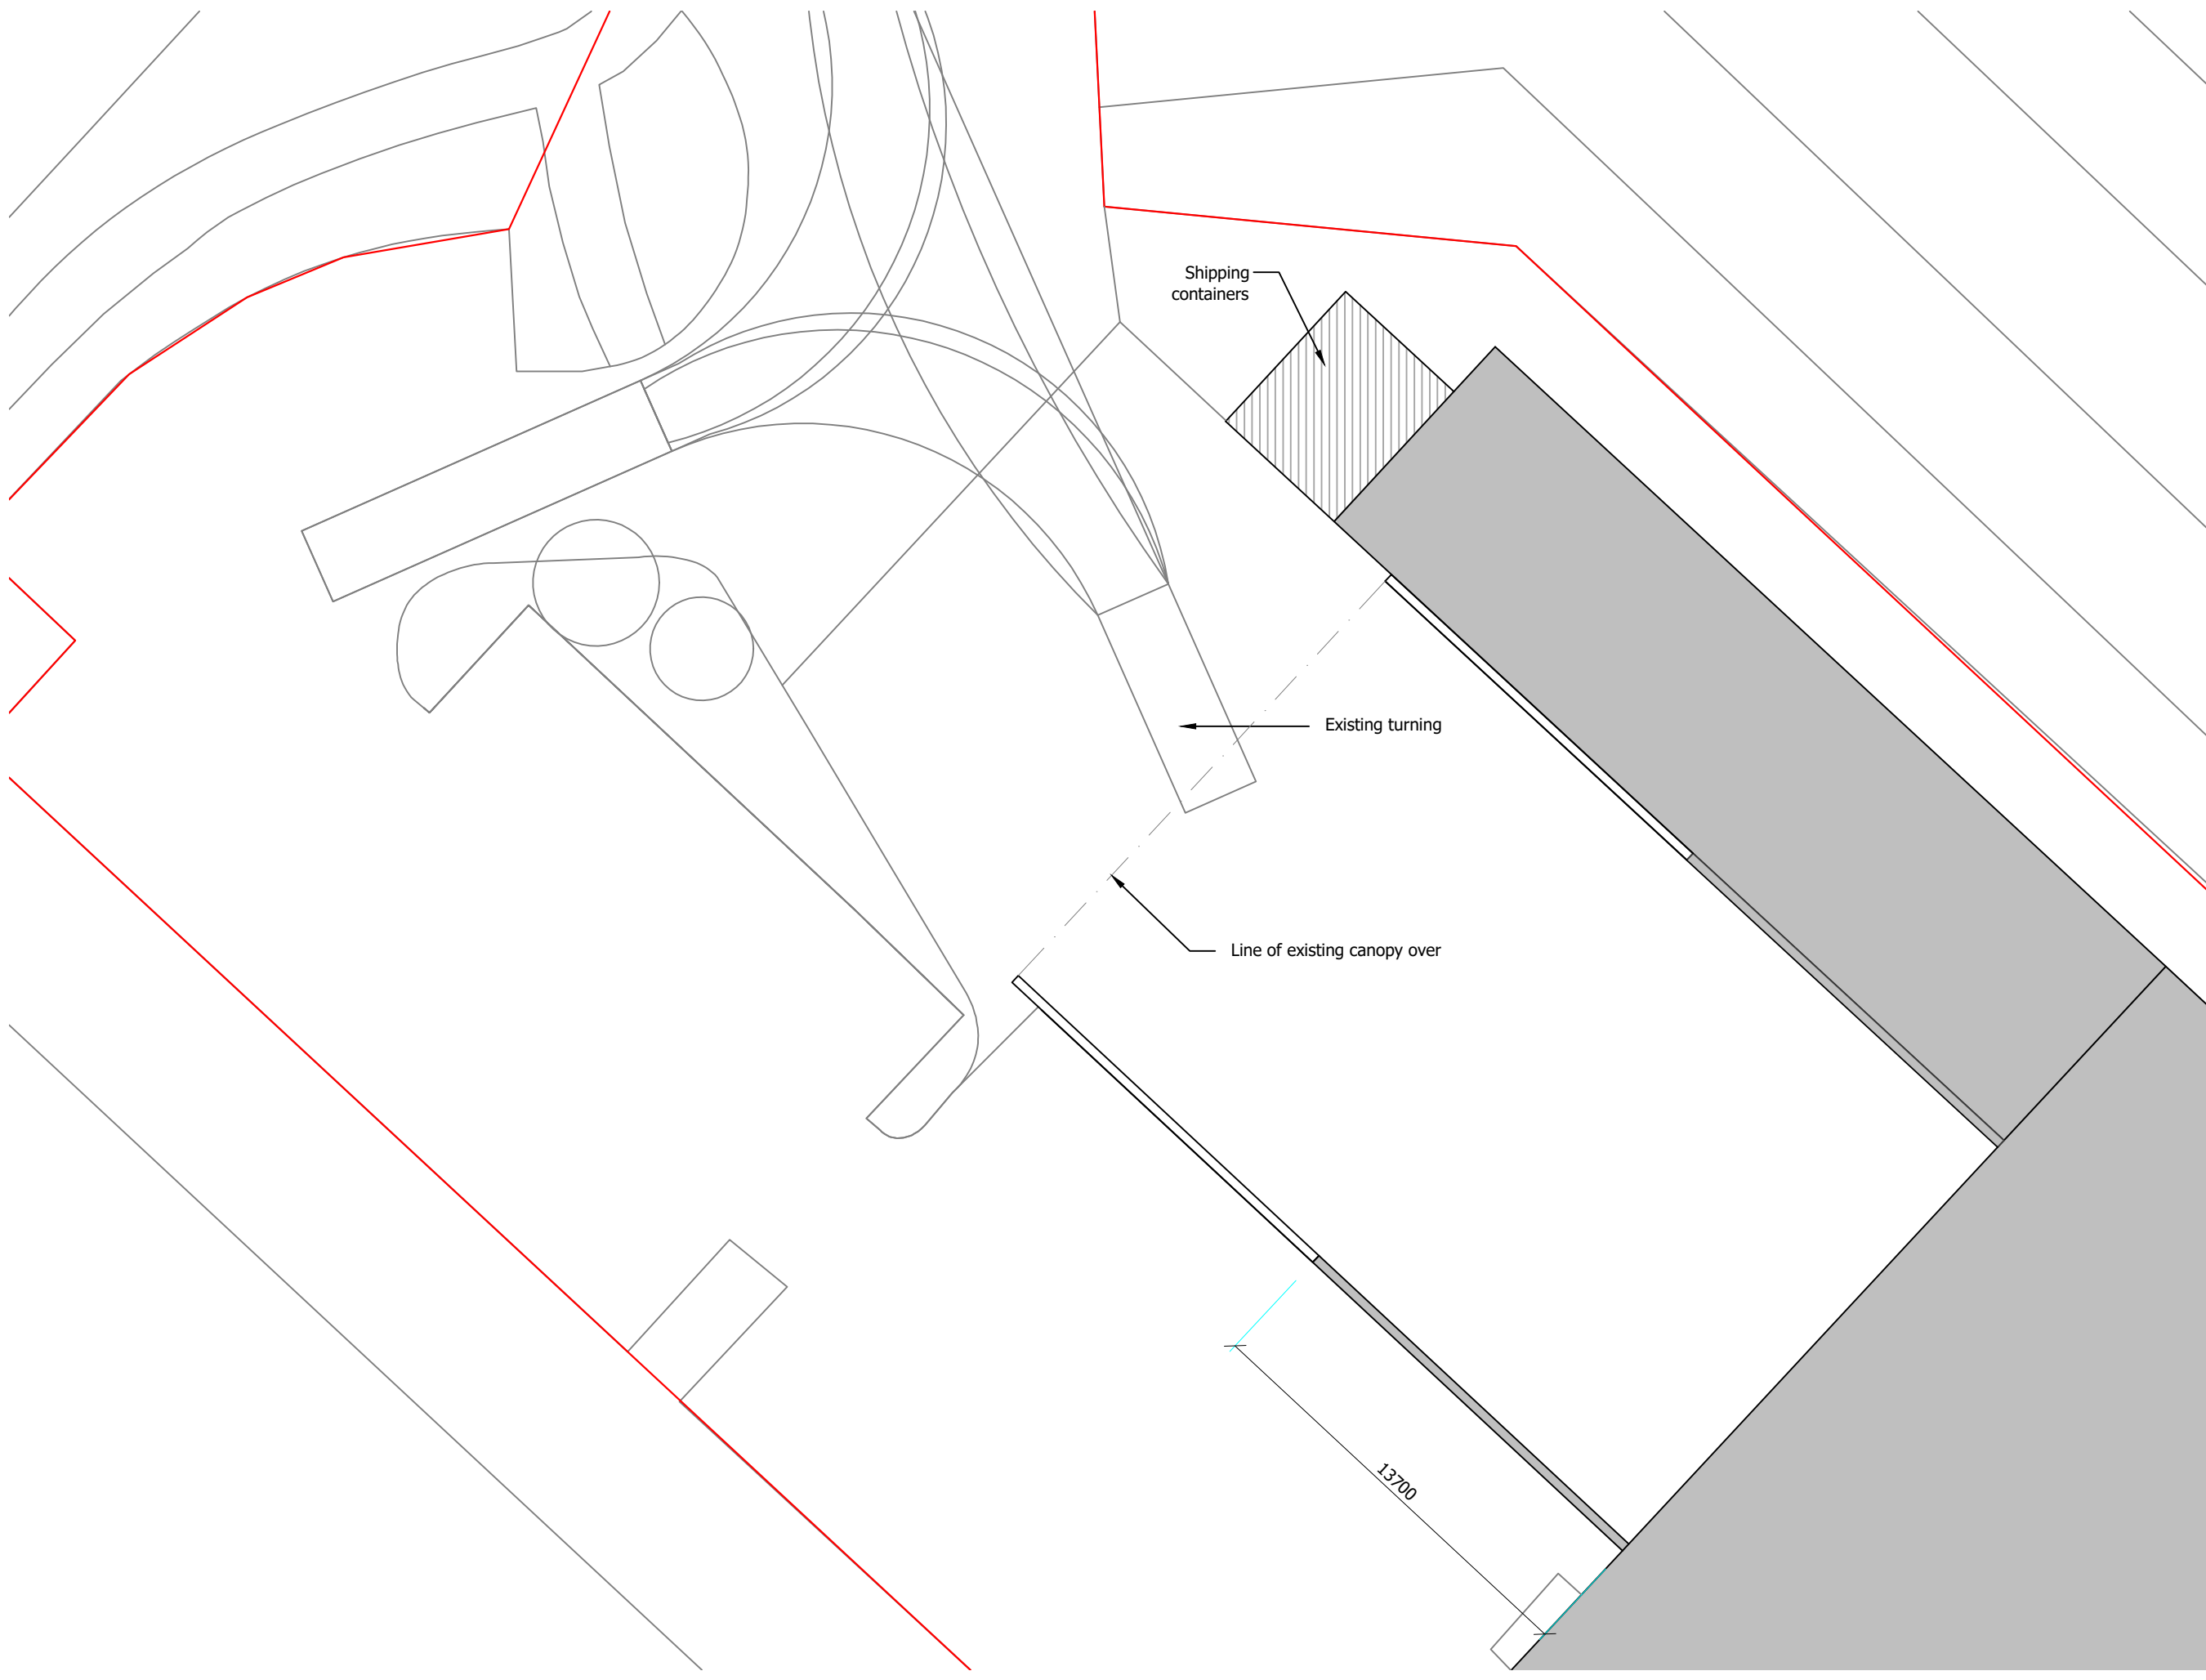 Shipping
containers
Existing turning
Line of existing canopy over
13700